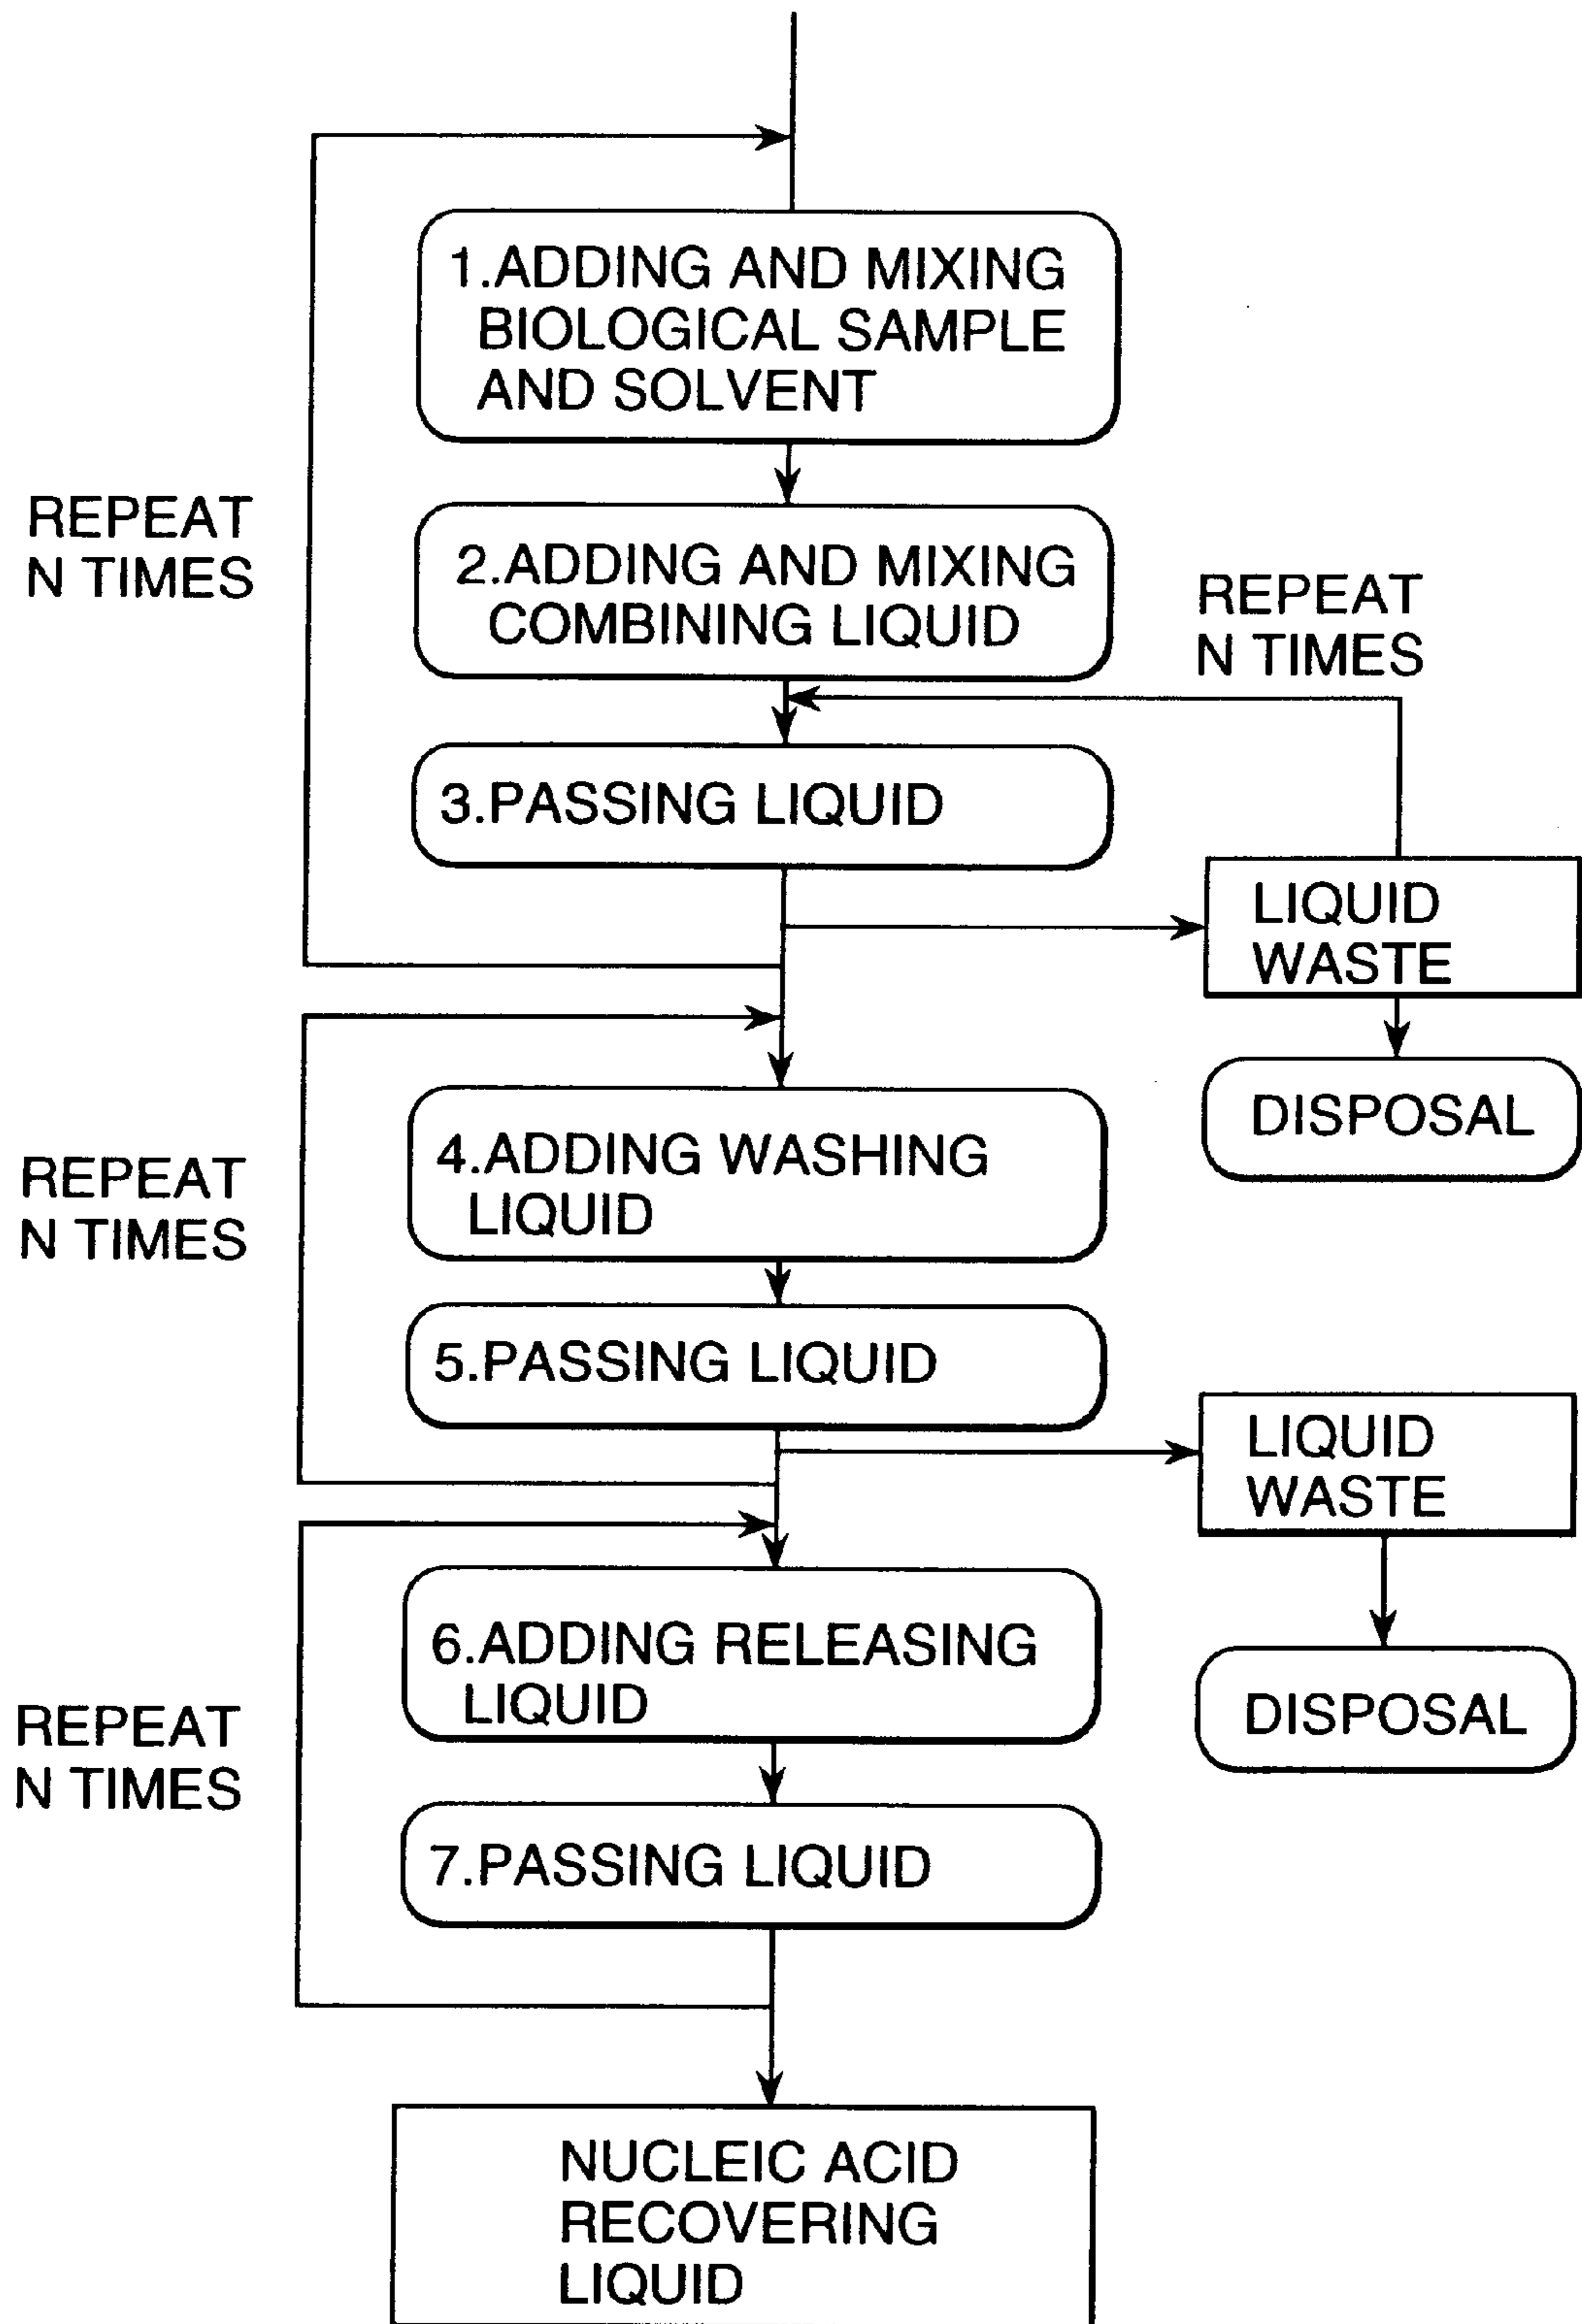 1.ADDING AND MIXING
BIOLOGICAL SAMPLE
AND SOLVENT
REPEAT
N TIMES
2.ADDING AND MIXING
COMBINING LIQUID
REPEAT
N TIMES
3.PASSING LIQUID
LIQUID
WASTE
DISPOSAL
REPEAT
N TIMES
4.ADDING WASHING
LIQUID
5.PASSING LIQUID
LIQUID
WASTE
DISPOSAL
REPEAT
N TIMES
6.ADDING RELEASING
LIQUID
7.PASSING LIQUID
NUCLEIC ACID
RECOVERING
LIQUID